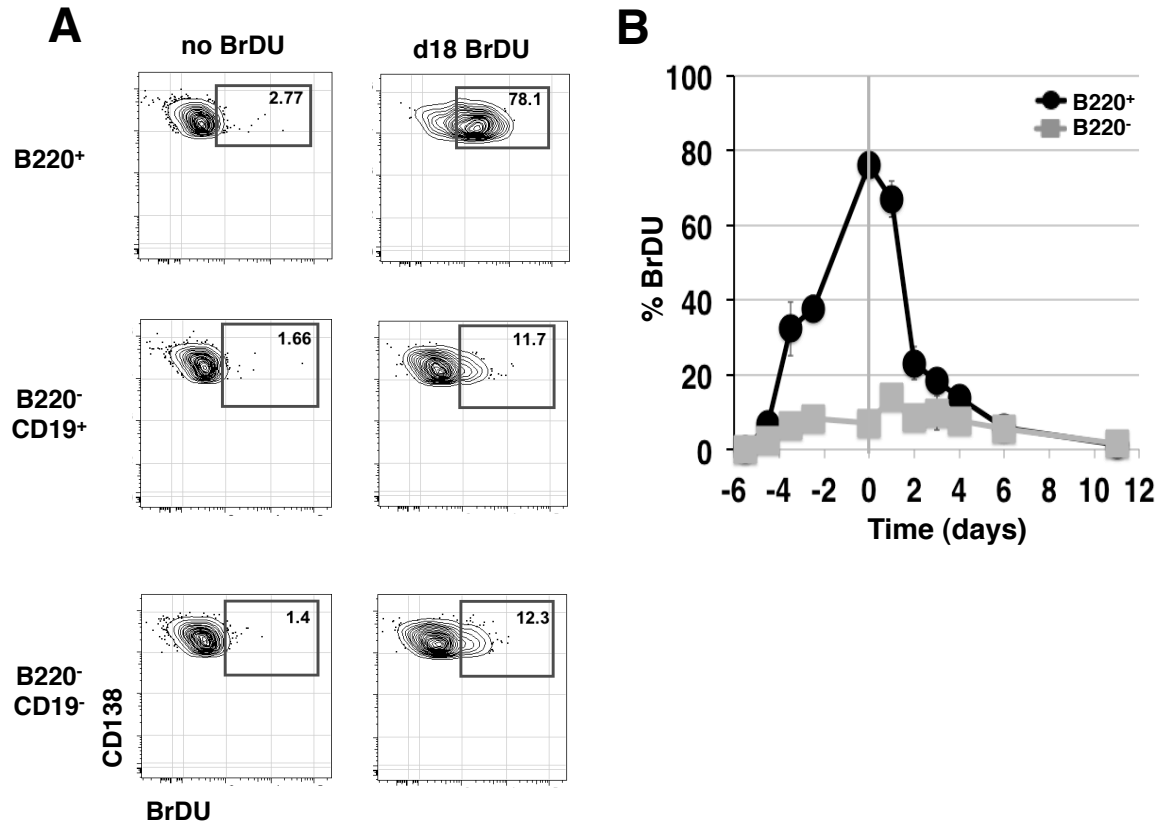 A
no BrDU
d18 BrDU
B220+
2.77
78.1
B220-
CD19+
1.66
11.7
B220-
CD19-
1.4
12.3
CD138
BrDU
B
100
80
60
40
20
0
% BrDU
B220+
B220-
-6 -4 -2 0 2 4 6 8 10 12
Time (days)